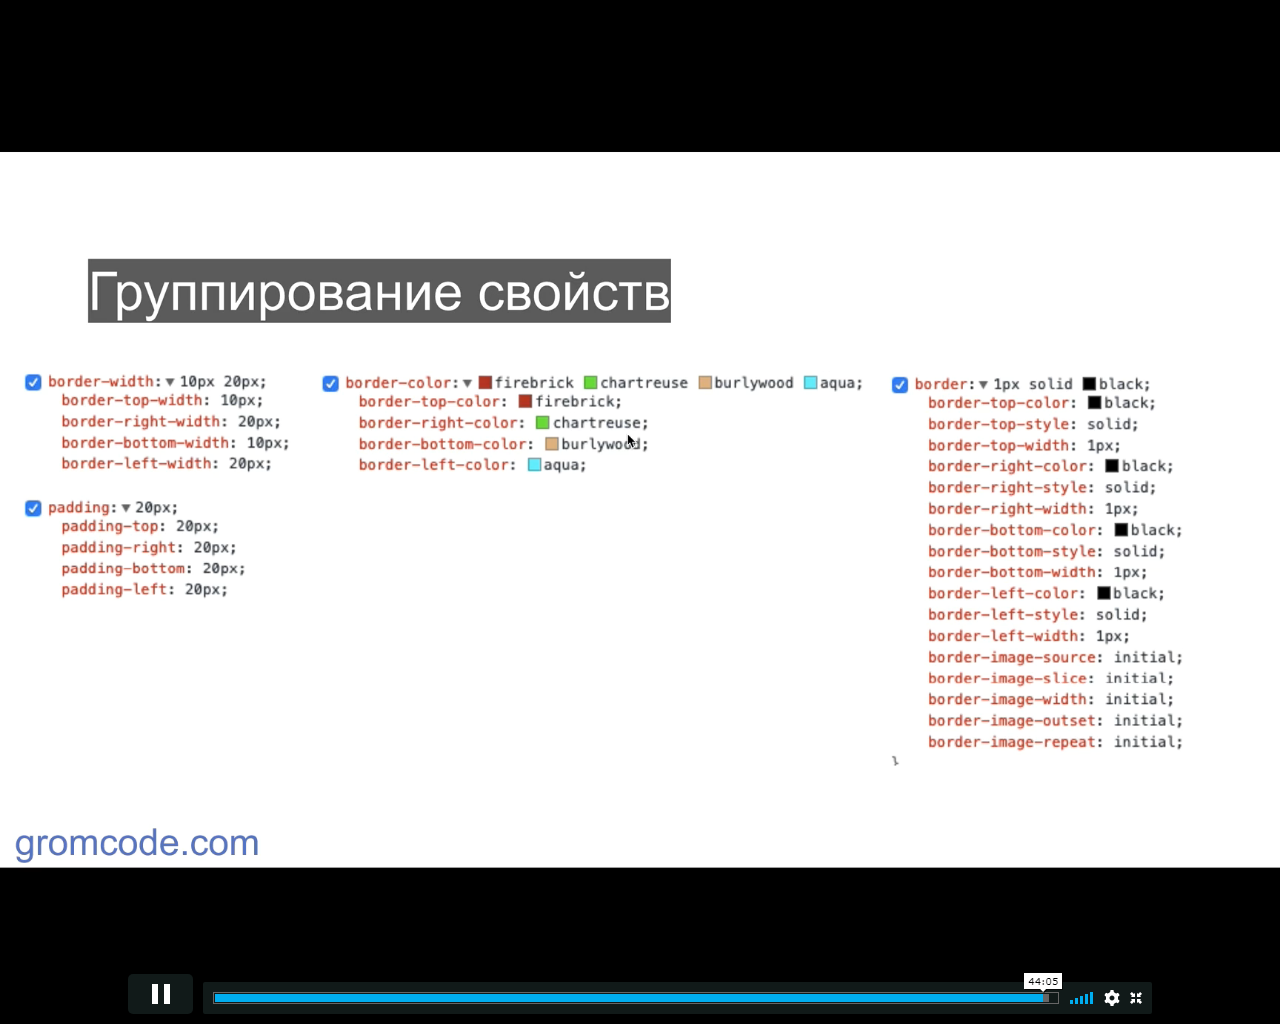 Группирование свойств
border-width: 10px 20px;
border-top-width: 10px;
border-right-width: 20px;
border-bottom-width: 10px;
border-left-width: 20px;
padding: 20px;
padding-top: 20px;
padding-right: 20px;
padding-bottom: 20px;
padding-left: 20px;
border-color: firebrick chartreuse burlywood aqua;
border-top-color: firebrick;
border-right-color: chartreuse;
border-bottom-color: burlywood;
border-left-color: aqua;
border: 1px solid black;
border-top-color: black;
border-top-style: solid;
border-top-width: 1px;
border-right-color: black;
border-right-style: solid;
border-right-width: 1px;
border-bottom-color: black;
border-bottom-style: solid;
border-bottom-width: 1px;
border-left-color: black;
border-left-style: solid;
border-left-width: 1px;
border-image-source: initial;
border-image-slice: initial;
border-image-width: initial;
border-image-outset: initial;
border-image-repeat: initial;
}
gromcode.com
44:05